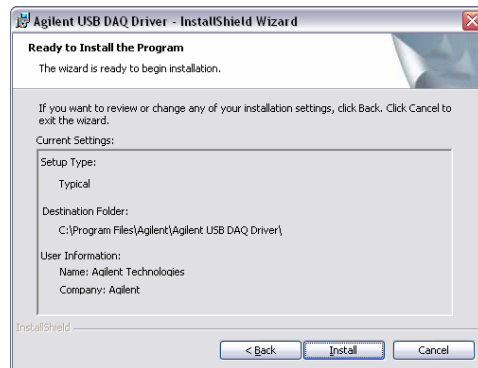 Agilent USB DAQ Driver - InstallShield Wizard
Ready to Install the Program
The wizard is ready to begin installation.
If you want to review or change any of your installation settings, click Back. Click Cancel to
exit the wizard.
Current Settings:
Setup Type:
Typical
Destination Folder:
C:\Program Files\Agilent\Agilent USB DAQ Driver\
User Information:
Name: Agilent Technologies
Company: Agilent
InstallShield
< Back
Install
Cancel